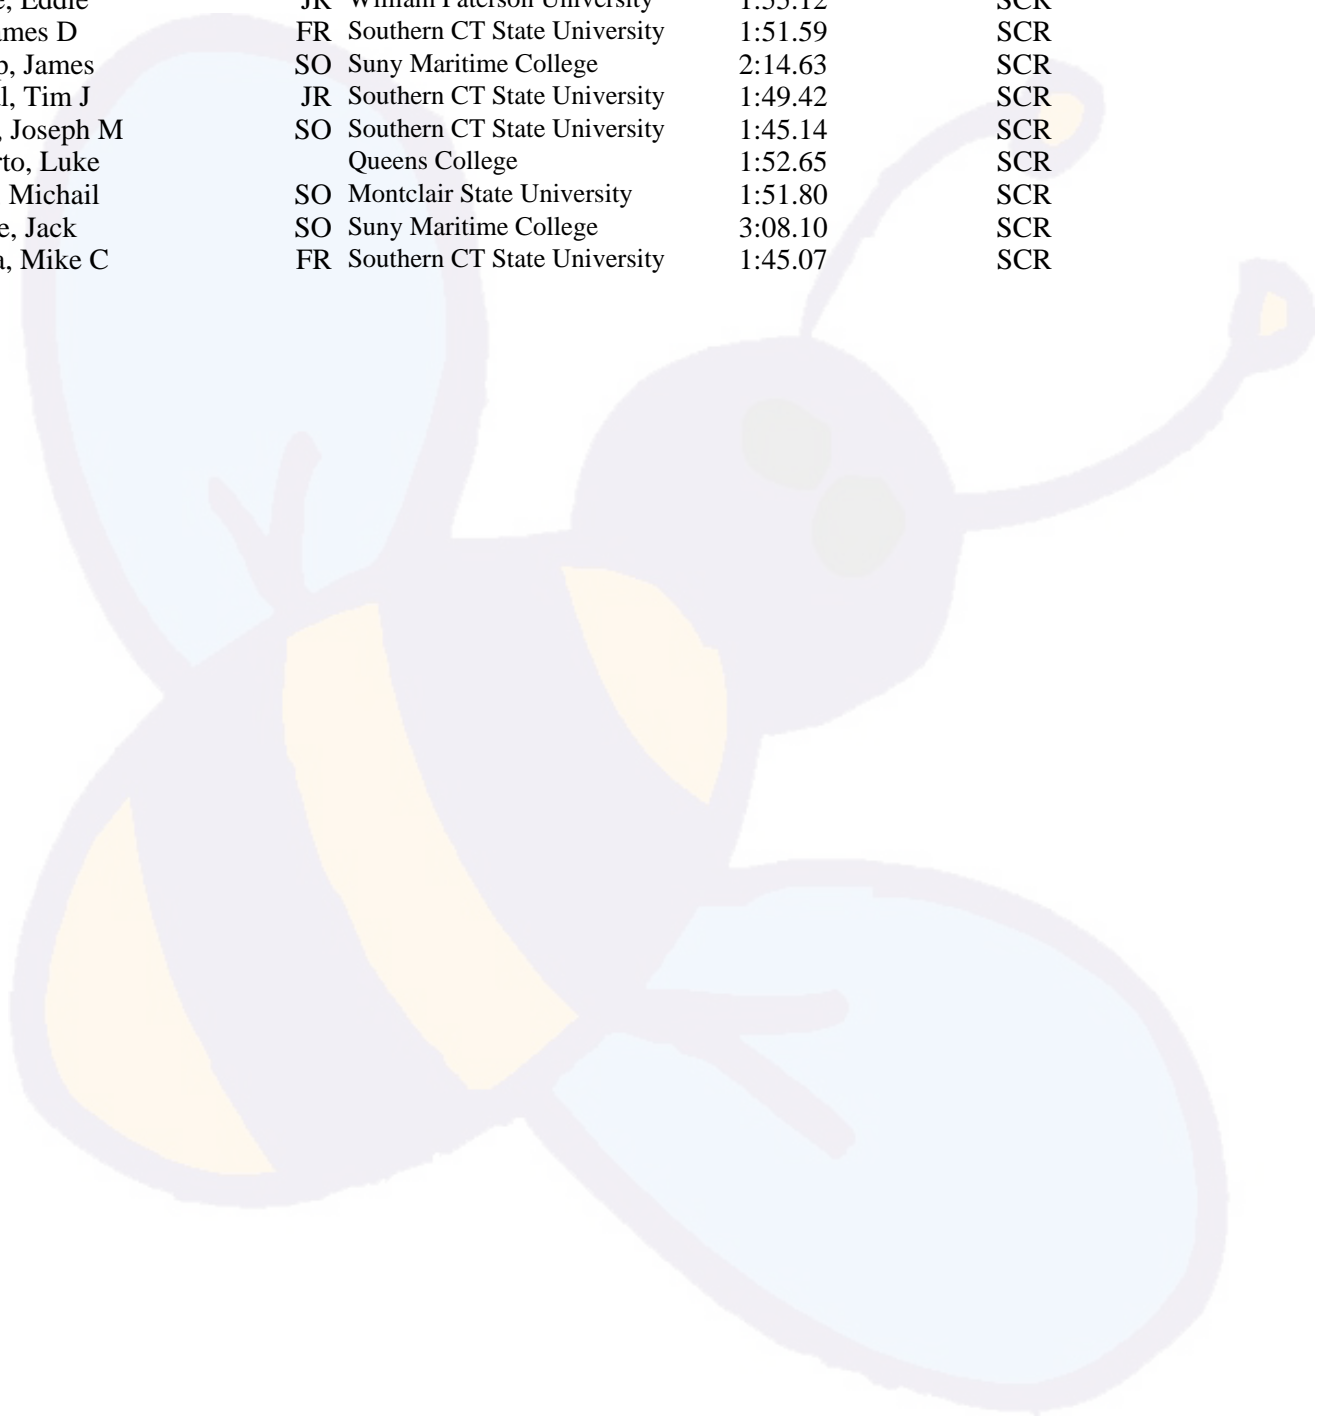 Eddie JR William Paterson University 1:53.12 SCR
James D FR Southern CT State University 1:51.59 SCR
James SO Suny Maritime College 2:14.63 SCR
Tim J JR Southern CT State University 1:49.42 SCR
Joseph M SO Southern CT State University 1:45.14 SCR
Luke Queens College 1:52.65 SCR
Michail SO Montclair State University 1:51.80 SCR
Jack SO Suny Maritime College 3:08.10 SCR
Mike C FR Southern CT State University 1:45.07 SCR